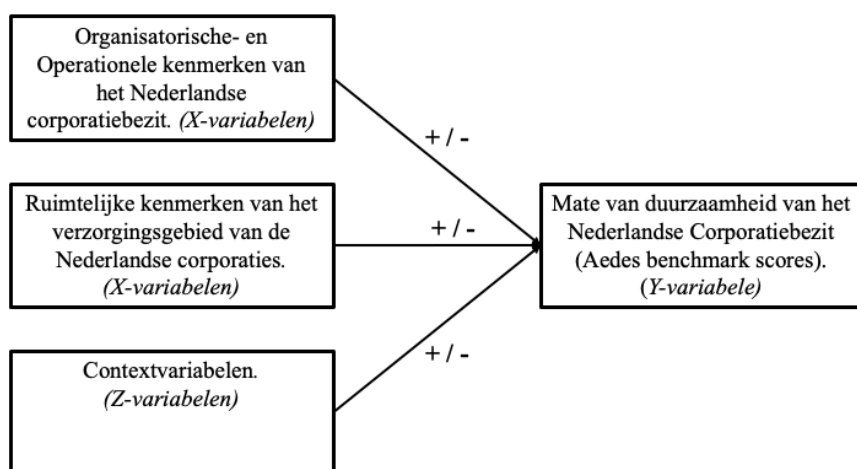 Organisatorische- en
Operationele kenmerken van
het Nederlandse
corporatiebezit. (X-variabelen)
+ / -
Ruimtelijke kenmerken van het
verzorgingsgebied van de
Nederlandse corporaties.
(X-variabelen)
+ / -
Mate van duurzaamheid van het
Nederlandse Corporatiebezit
(Aedes benchmark scores).
(Y-variabele)
+ / -
Contextvariabelen.
(Z-variabelen)